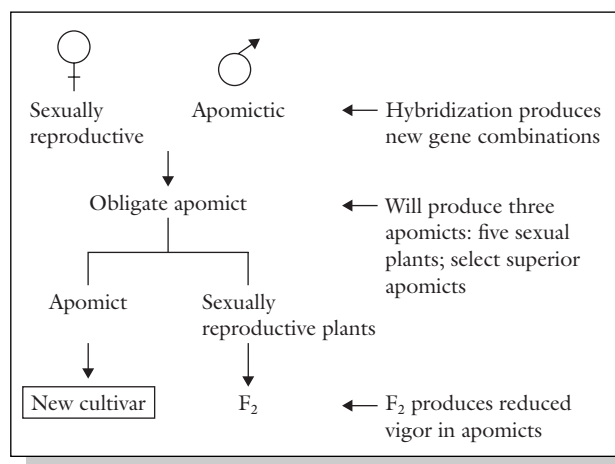 Sexually
reproductive
Apomictic
Hybridization produces
new gene combinations
Obligate apomict
Will produce three
apomicts: five sexual
plants; select superior
apomicts
Apomict
Sexually
reproductive plants
New cultivar
F₂
F₂ produces reduced
vigor in apomicts